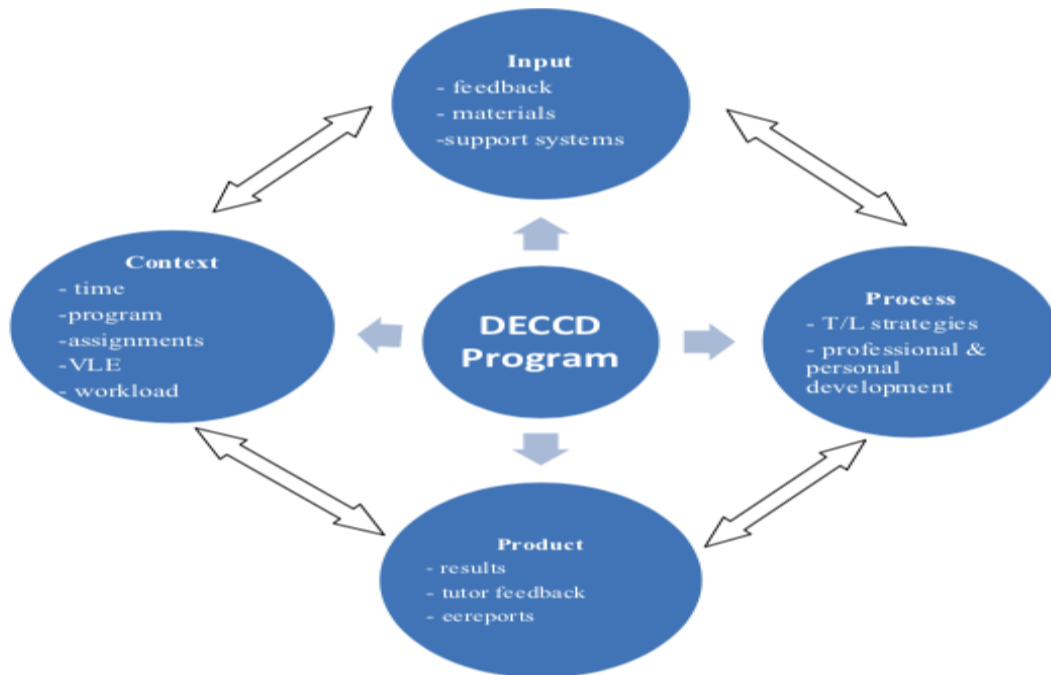 Input
- feedback
- materials
-support systems
Context
- time
-program
-assignments
-VLE
- workload
DECCD
Program
Process
- T/L strategies
- professional &
personal
development
Product
- results
- tutor feedback
- eereports